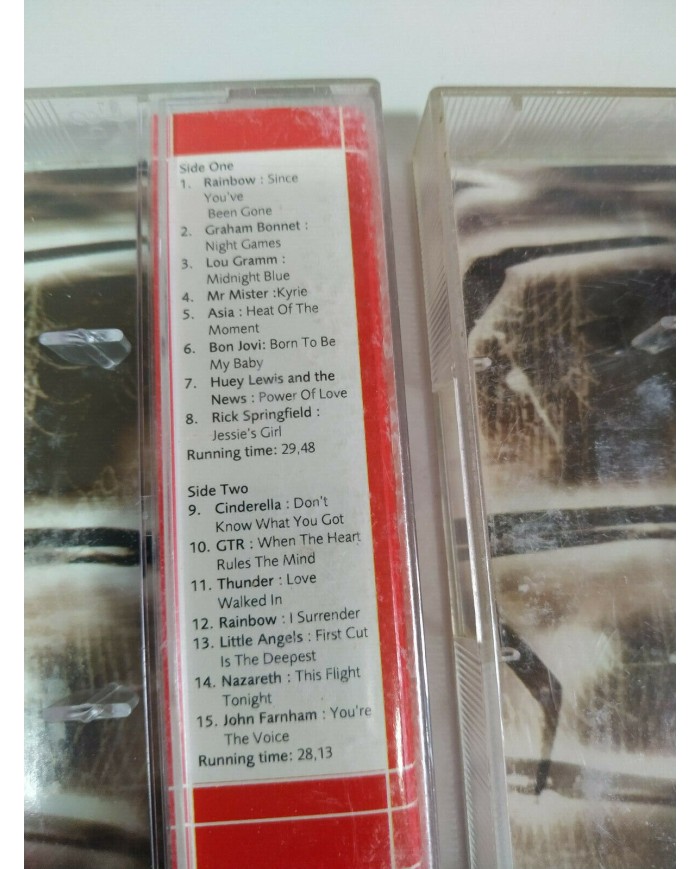 Side One
1. Rainbow : Since
You've
Been Gone
2. Graham Bonnet :
Night Games
3. Lou Gramm :
Midnight Blue
4. Mr Mister :Kyrie
5. Asia : Heat Of The
Moment
6. Bon Jovi: Born To Be
My Baby
7. Huey Lewis and the
News : Power Of Love
8. Rick Springfield :
Jessie's Girl
Running time: 29,48
Side Two
9. Cinderella : Don't
Know What You Got
10. GTR : When The Heart
Rules The Mind
11. Thunder : Love
Walked In
12. Rainbow : I Surrender
13. Little Angels : First Cut
Is The Deepest
14. Nazareth : This Flight
Tonight
15. John Farnham : You're
The Voice
Running time: 28,13